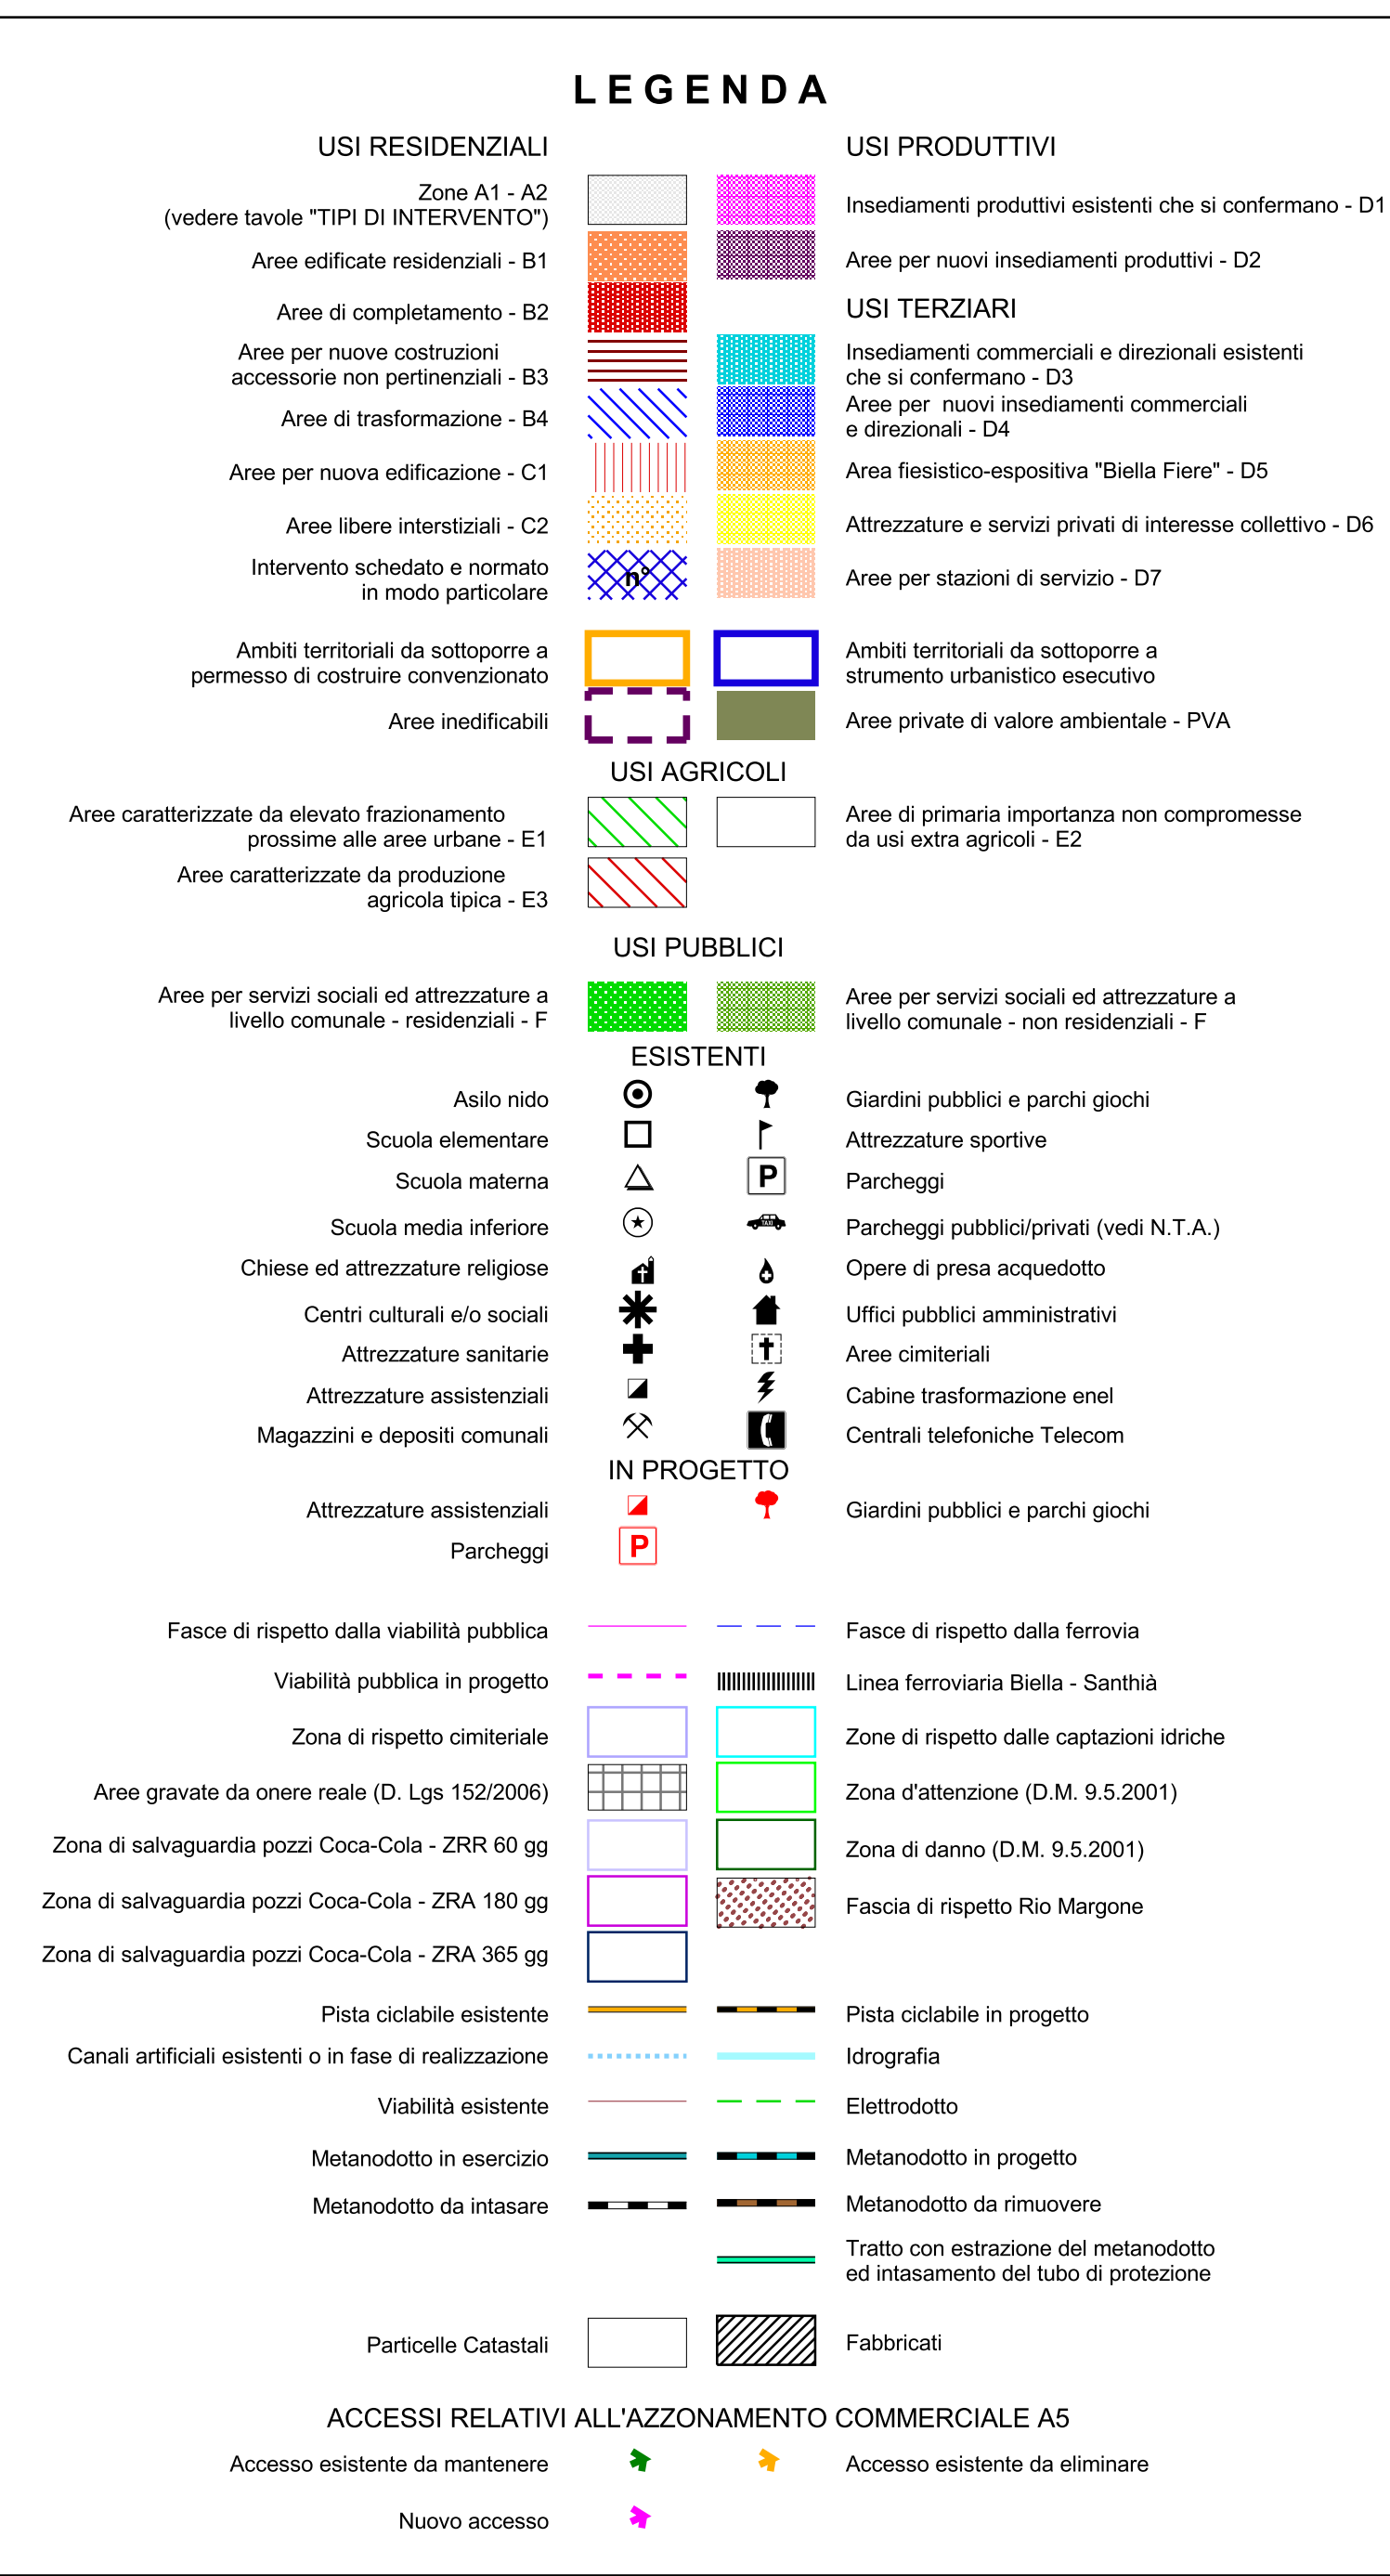 LEGENDA
USI RESIDENZIALI
USI PRODUTTIVI
Zone A1 - A2
(vedere tavole "TIPI DI INTERVENTO")
Insediamenti produttivi esistenti che si confermano - D1
Aree edificate residenziali - B1
Aree per nuovi insediamenti produttivi - D2
Aree di completamento - B2
USI TERZIARI
Aree per nuove costruzioni
accessorie non pertinenziali - B3
Insediamenti commerciali e direzionali esistenti
che si confermano - D3
Aree di trasformazione - B4
Aree per nuovi insediamenti commerciali
e direzionali - D4
Aree per nuova edificazione - C1
Area fiesistico-espositiva "Biella Fiere" - D5
Aree libere interstiziali - C2
Attrezzature e servizi privati di interesse collettivo - D6
Intervento schedato e normato
in modo particolare
n°
Aree per stazioni di servizio - D7
Ambiti territoriali da sottoporre a
permesso di costruire convenzionato
Ambiti territoriali da sottoporre a
strumento urbanistico esecutivo
Aree inedificabili
Aree private di valore ambientale - PVA
USI AGRICOLI
Aree caratterizzate da elevato frazionamento
prossime alle aree urbane - E1
Aree di primaria importanza non compromesse
da usi extra agricoli - E2
Aree caratterizzate da produzione
agricola tipica - E3
USI PUBBLICI
Aree per servizi sociali ed attrezzature a
livello comunale - residenziali - F
Aree per servizi sociali ed attrezzature a
livello comunale - non residenziali - F
ESISTENTI
Asilo nido
Giardini pubblici e parchi giochi
Scuola elementare
Attrezzature sportive
Scuola materna
P
Parcheggi
Scuola media inferiore
TAXI
Parcheggi pubblici/privati (vedi N.T.A.)
Chiese ed attrezzature religiose
Opere di presa acquedotto
Centri culturali e/o sociali
Uffici pubblici amministrativi
Attrezzature sanitarie
Aree cimiteriali
Attrezzature assistenziali
Cabine trasformazione enel
Magazzini e depositi comunali
Centrali telefoniche Telecom
IN PROGETTO
Attrezzature assistenziali
Giardini pubblici e parchi giochi
Parcheggi
P
Fasce di rispetto dalla viabilità pubblica
Fasce di rispetto dalla ferrovia
Viabilità pubblica in progetto
Linea ferroviaria Biella - Santhià
Zona di rispetto cimiteriale
Zone di rispetto dalle captazioni idriche
Aree gravate da onere reale (D. Lgs 152/2006)
Zona d'attenzione (D.M. 9.5.2001)
Zona di salvaguardia pozzi Coca-Cola - ZRR 60 gg
Zona di danno (D.M. 9.5.2001)
Zona di salvaguardia pozzi Coca-Cola - ZRA 180 gg
Fascia di rispetto Rio Margone
Zona di salvaguardia pozzi Coca-Cola - ZRA 365 gg
Pista ciclabile esistente
Pista ciclabile in progetto
Canali artificiali esistenti o in fase di realizzazione
Idrografia
Viabilità esistente
Elettrodotto
Metanodotto in esercizio
Metanodotto in progetto
Metanodotto da intasare
Metanodotto da rimuovere
Tratto con estrazione del metanodotto
ed intasamento del tubo di protezione
Particelle Catastali
Fabbricati
ACCESSI RELATIVI ALL'AZZONAMENTO COMMERCIALE A5
Accesso esistente da mantenere
Accesso esistente da eliminare
Nuovo accesso